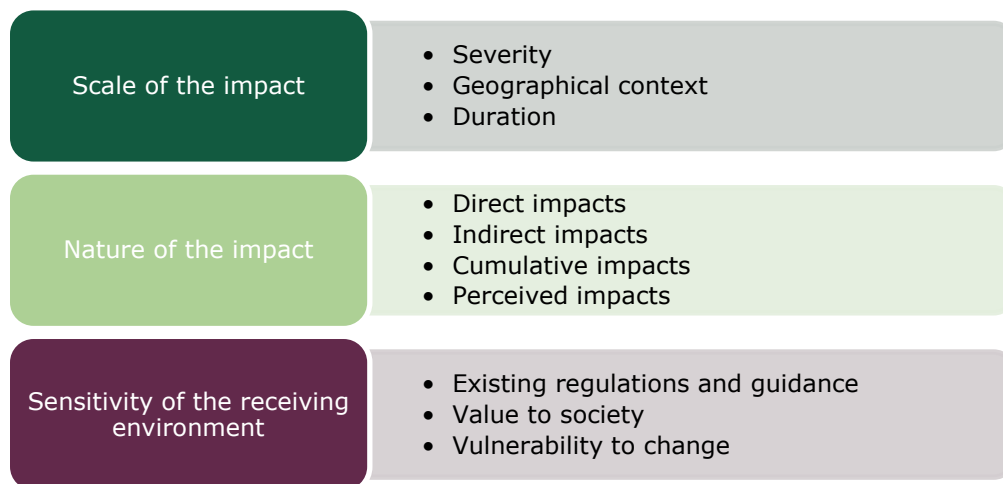 Scale of the impact
• Severity
• Geographical context
• Duration
Nature of the impact
• Direct impacts
• Indirect impacts
• Cumulative impacts
• Perceived impacts
Sensitivity of the receiving
environment
• Existing regulations and guidance
• Value to society
• Vulnerability to change